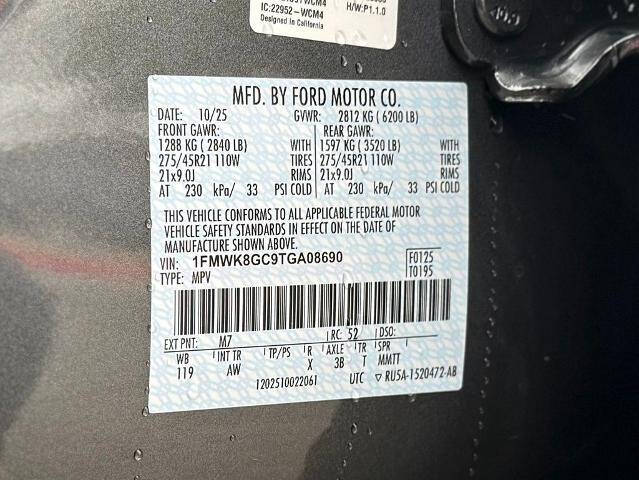 IC:22952-WCM4
Designed in California
H/W:P1.1.0
MFD. BY FORD MOTOR CO.
DATE: 10/25 GVWR: 2812 KG ( 6200 LB)
FRONT GAWR: REAR GAWR:
1288 KG ( 2840 LB) WITH 1597 KG ( 3520 LB) WITH
275/45R21 110W TIRES 275/45R21 110W TIRES
21x9.0J RIMS 21x9.0J RIMS
AT 230 kPa/ 33 PSI COLD AT 230 kPa/ 33 PSI COLD
THIS VEHICLE CONFORMS TO ALL APPLICABLE FEDERAL MOTOR
VEHICLE SAFETY STANDARDS IN EFFECT ON THE DATE OF
MANUFACTURE SHOWN ABOVE.
VIN: 1FMWK8GC9TGA08690 F0125
TYPE: MPV T0195
EXT PNT: M7 RC: 52 DSO:
WB INT TR TP/PS R AXLE TR SPR
119 AW X 3B T MMTT
1202510022061 UTC ▽ RU5A-1520472-AB